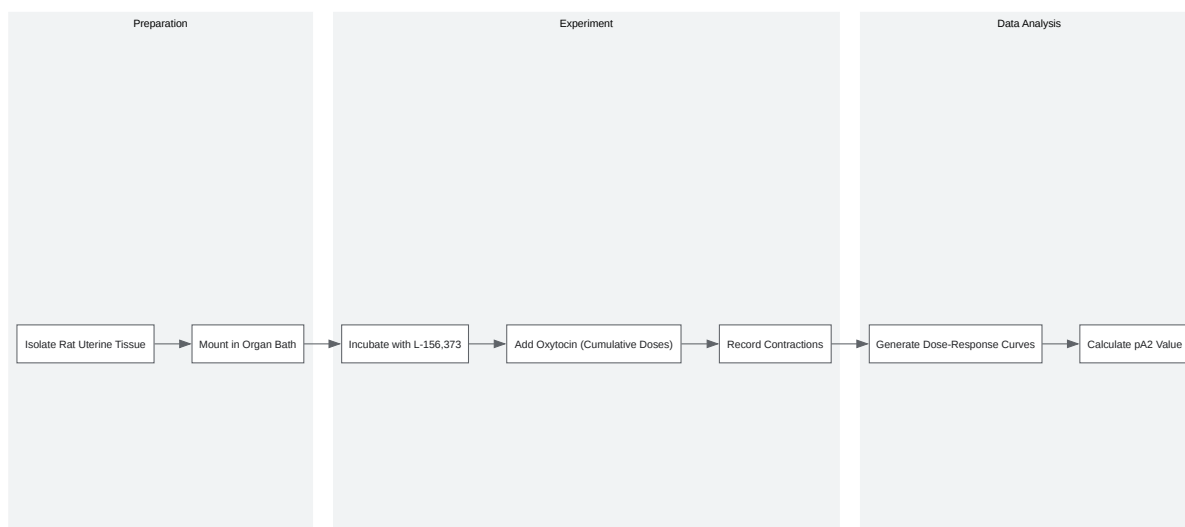 Preparation
Experiment
Data Analysis
Isolate Rat Uterine Tissue
Mount in Organ Bath
Incubate with L-156,373
Add Oxytocin (Cumulative Doses)
Record Contractions
Generate Dose-Response Curves
Calculate pA2 Value